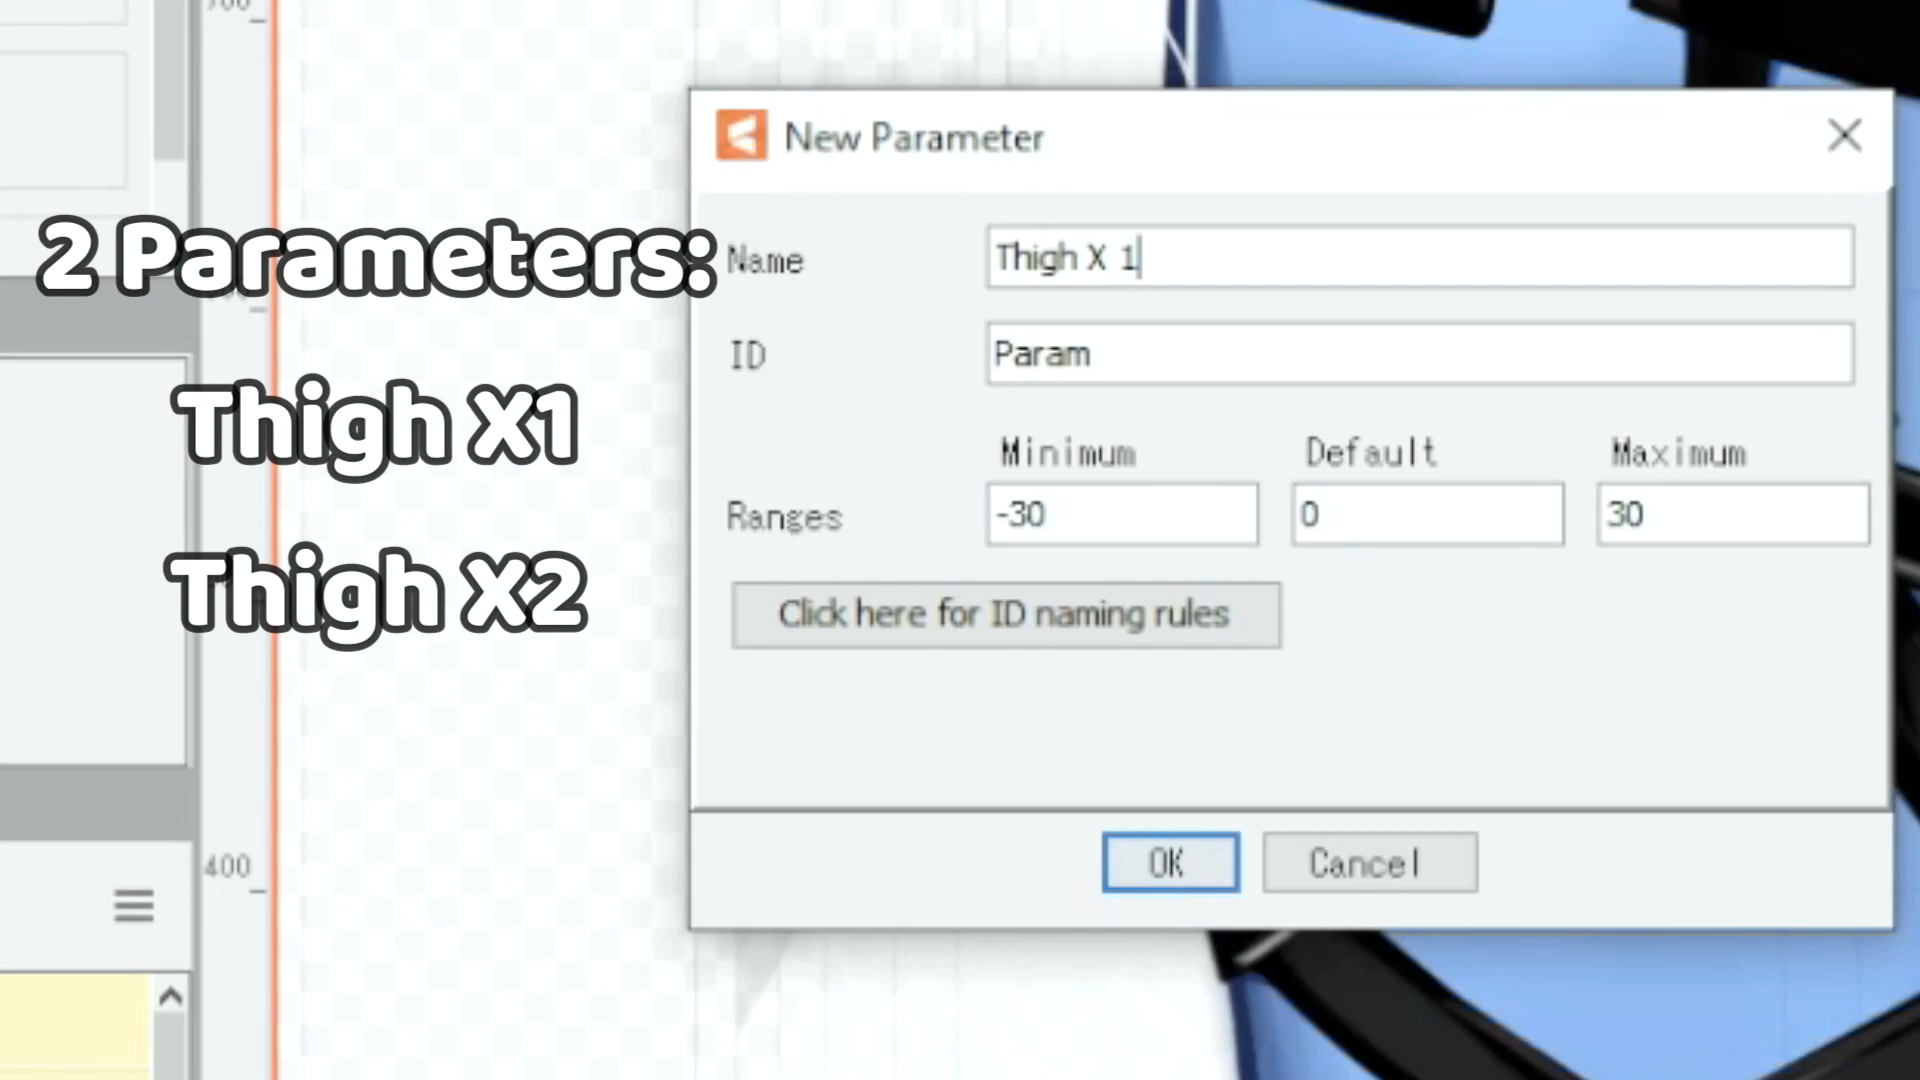 2 Parameters:
Thigh X1
Thigh X2
New Parameter
Name
Thigh X 1
ID
Param
Minimum Default Maximum
Ranges
-30 0 30
Click here for ID naming rules
OK Cancel
400